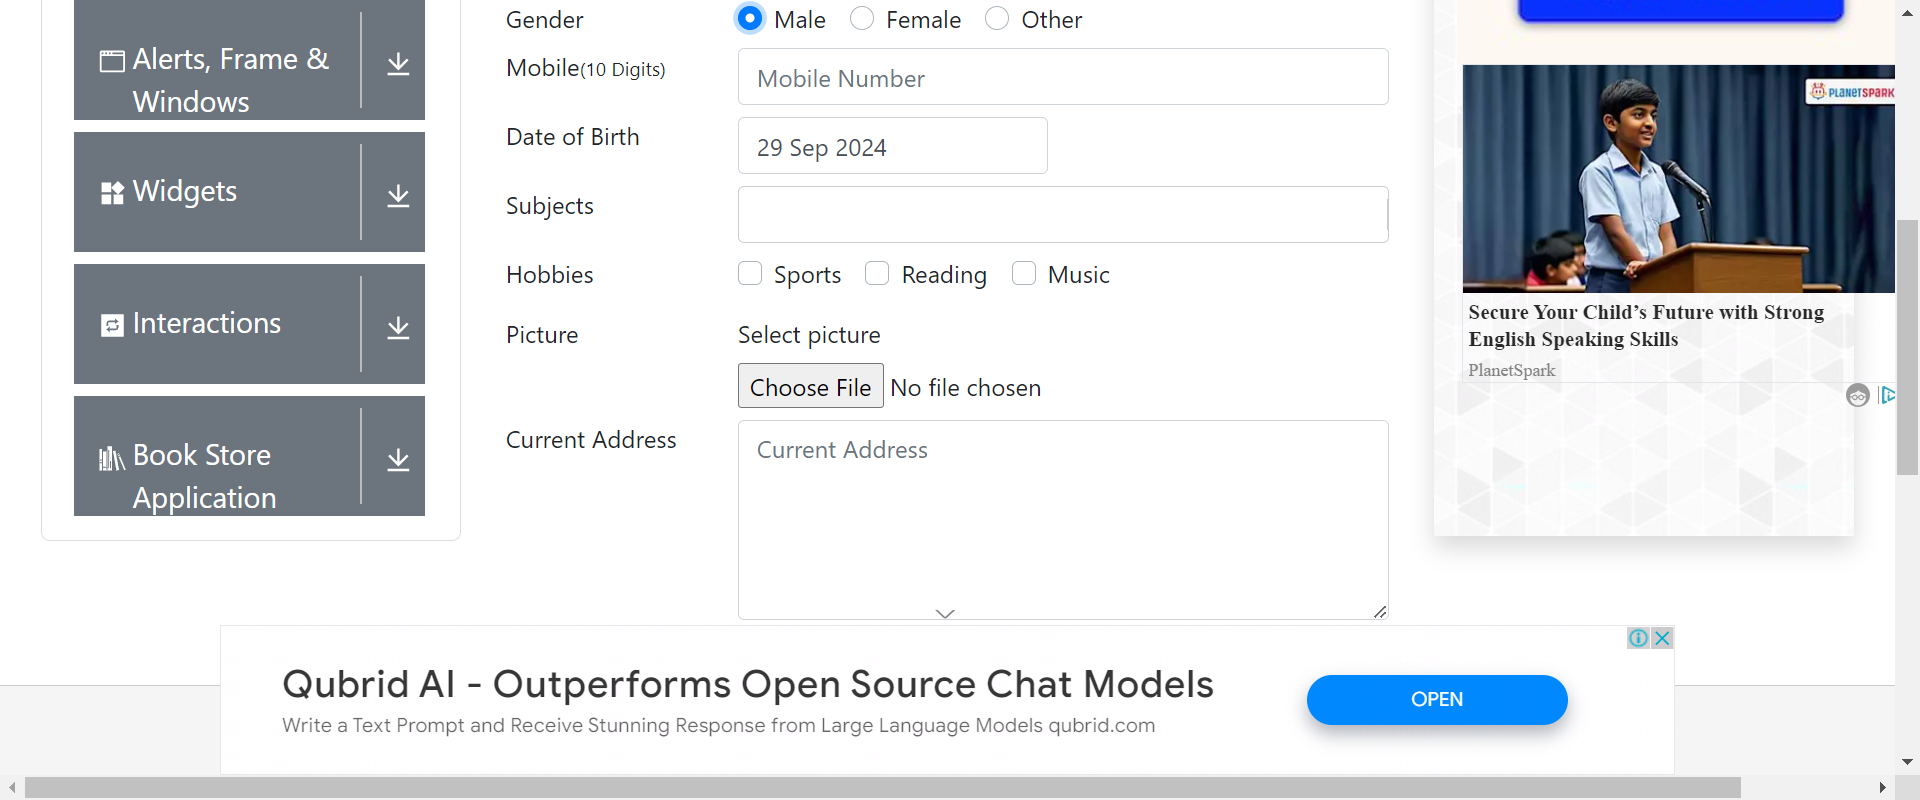 Alerts, Frame &
Windows
Widgets
Interactions
Book Store
Application
Gender
Male
Female
Other
Mobile(10 Digits)
Mobile Number
Date of Birth
29 Sep 2024
Subjects
Hobbies
Sports
Reading
Music
Picture
Select picture
Choose File
No file chosen
Current Address
Current Address
PLANETSPARK
Secure Your Child’s Future with Strong
English Speaking Skills
PlanetSpark
Qubrid AI - Outperforms Open Source Chat Models
Write a Text Prompt and Receive Stunning Response from Large Language Models qubrid.com
OPEN